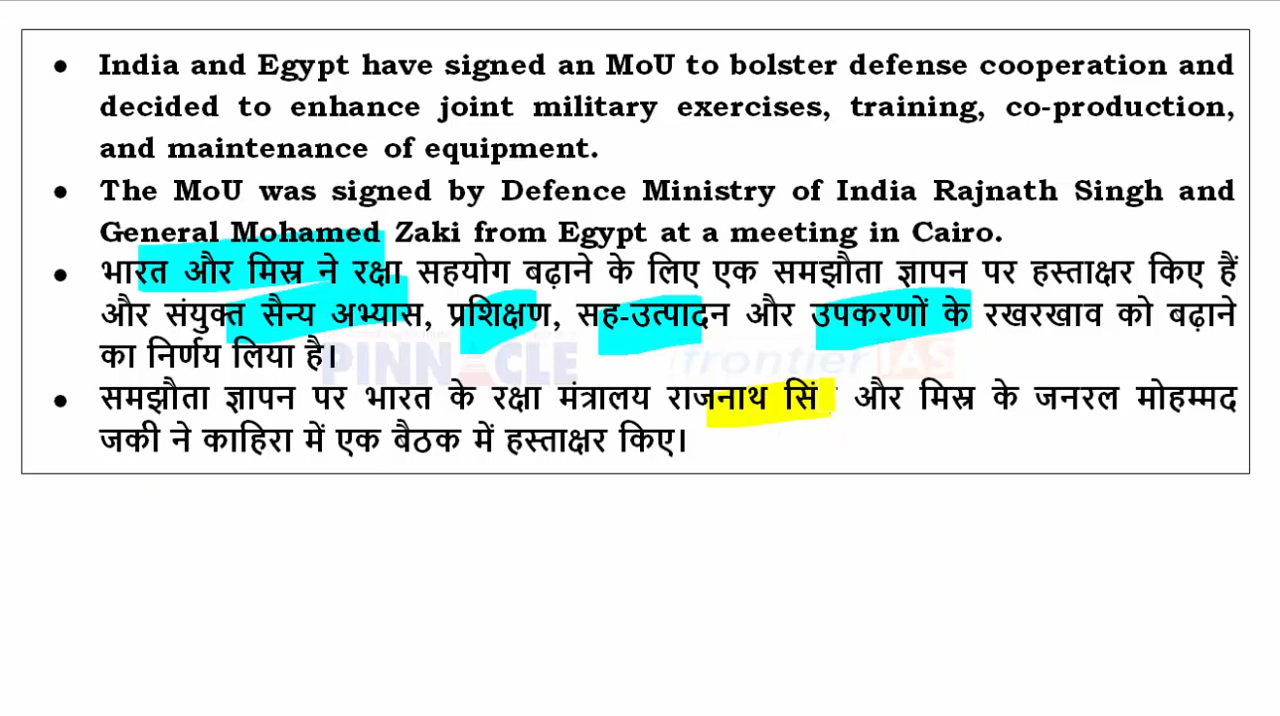 ● India and Egypt have signed an MoU to bolster defense cooperation and
decided to enhance joint military exercises, training, co-production,
and maintenance of equipment.
● The MoU was signed by Defence Ministry of India Rajnath Singh and
General Mohamed Zaki from Egypt at a meeting in Cairo.
● भारत और मिस्र ने रक्षा सहयोग बढ़ाने के लिए एक समझौता ज्ञापन पर हस्ताक्षर किए हैं
और संयुक्त सैन्य अभ्यास, प्रशिक्षण, सह-उत्पादन और उपकरणों के रखरखाव को बढ़ाने
का निर्णय लिया है।
PINNACLE frontier IAS
● समझौता ज्ञापन पर भारत के रक्षा मंत्रालय राजनाथ सिं और मिस्र के जनरल मोहम्मद
जकी ने काहिरा में एक बैठक में हस्ताक्षर किए।